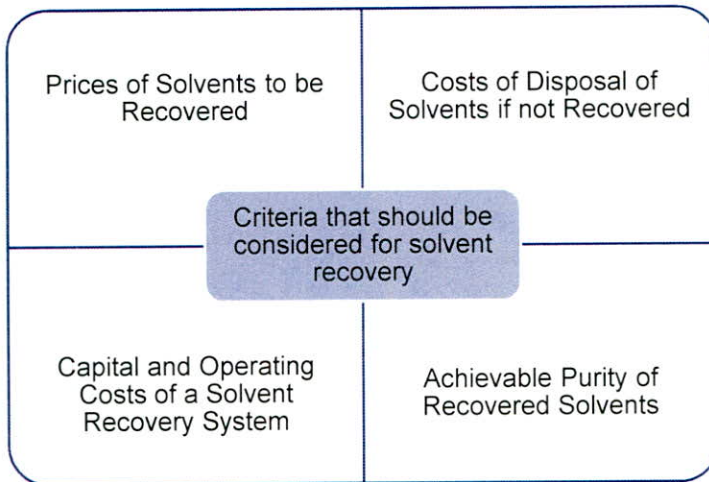 Prices of Solvents to be
Recovered
Costs of Disposal of
Solvents if not Recovered
Criteria that should be
considered for solvent
recovery
Capital and Operating
Costs of a Solvent
Recovery System
Achievable Purity of
Recovered Solvents